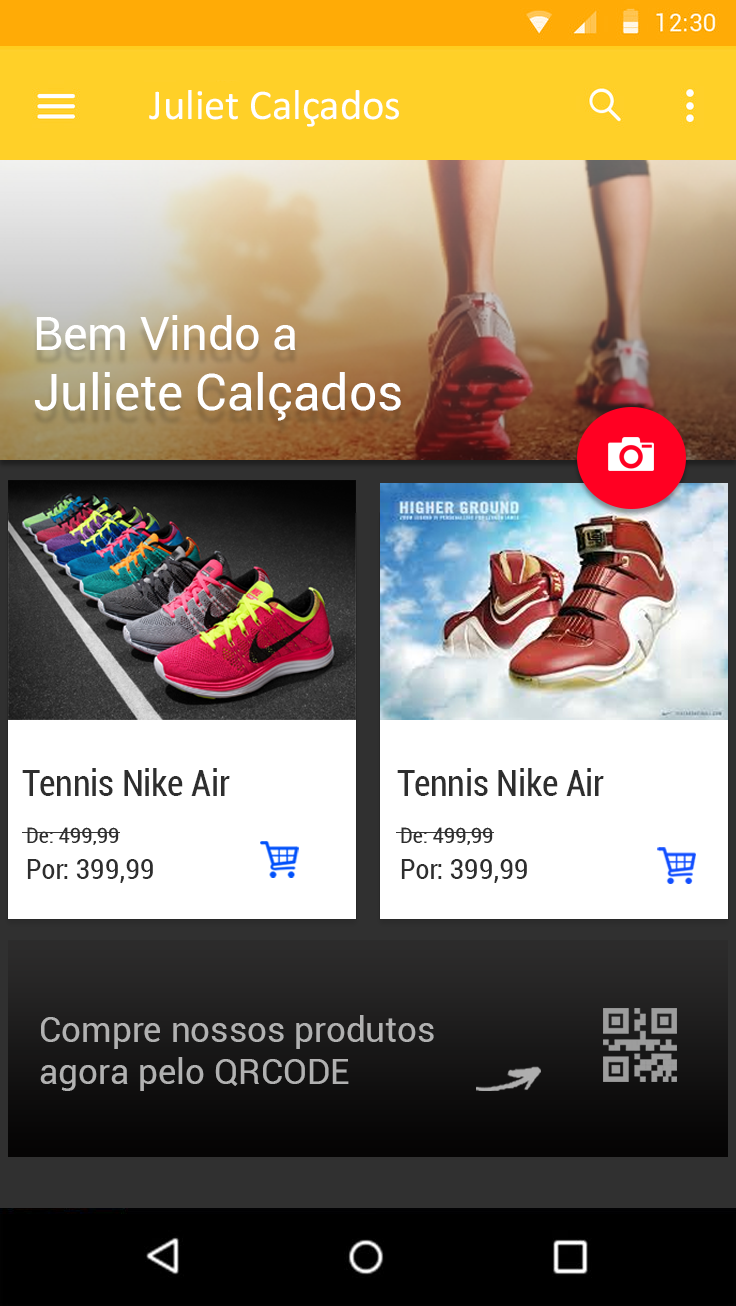 12:30
Juliet Calçados
Bem Vindo a
Juliete Calçados
HIGHER GROUND
Tennis Nike Air
De: 499,99
Por: 399,99
Tennis Nike Air
De: 499,99
Por: 399,99
Compre nossos produtos
agora pelo QRCODE